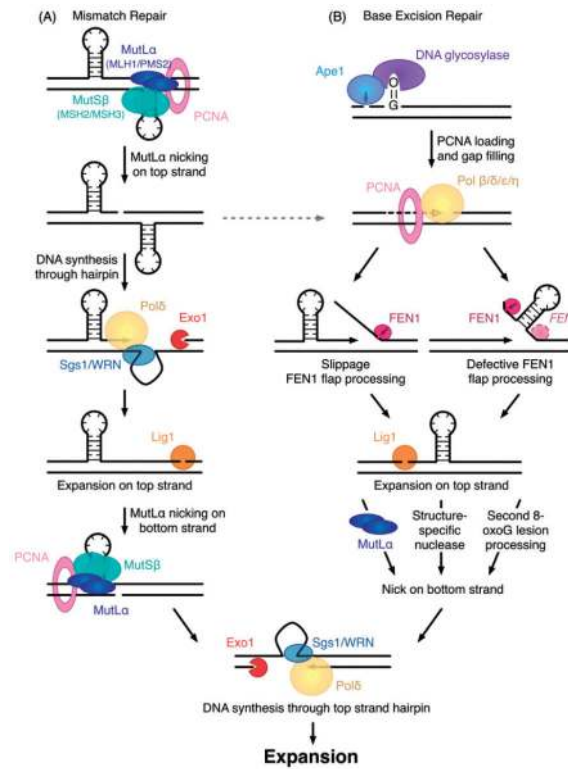 (A) Mismatch Repair
MutLα
(MLH1/PMS2)
MutSβ
(MSH2/MSH3)
PCNA
MutLα nicking
on top strand
DNA synthesis
through hairpin
Polδ
Exo1
Sgs1/WRN
Lig1
Expansion on top strand
MutLα nicking on
bottom strand
PCNA
MutSβ
MutLα
(B) Base Excision Repair
DNA glycosylase
Ape1
O
G
PCNA loading
and gap filling
PCNA
Pol β/δ/ε/η
FEN1
Slippage
FEN1 flap processing
FEN1
FEN
Defective FEN1
flap processing
Lig1
Expansion on top strand
MutLα
Structure-
specific
nuclease
Second 8-
oxoG lesion
processing
Nick on bottom strand
Exo1
Sgs1/WRN
Polδ
DNA synthesis through top strand hairpin
Expansion